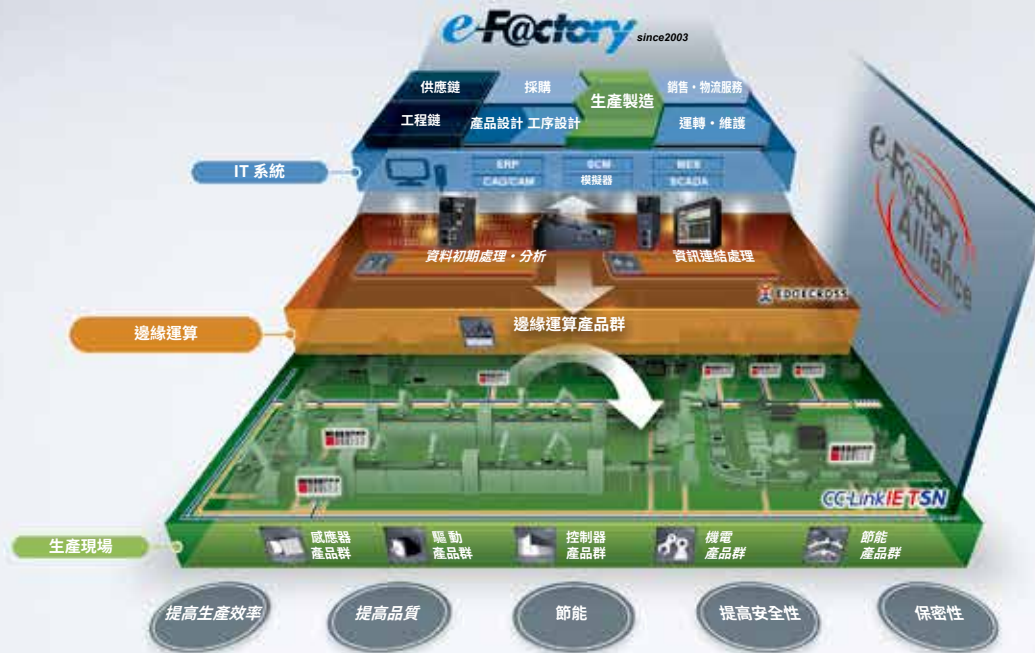 e-F@ctory since2003
供應鏈 採購 生產製造 銷售・物流服務
工程鏈 產品設計 工序設計 運轉・維護
IT 系統
ERP SCM MES
CAD/CAM 模擬器 SCADA
e-F@ctory Alliance
資料初期處理・分析 資訊連結處理
EDGECROSS
邊緣運算 邊緣運算產品群
CC-Link IE TSN
生產現場
感應器 產品群
驅動 產品群
控制器 產品群
機電 產品群
節能 產品群
提高生產效率 提高品質 節能 提高安全性 保密性